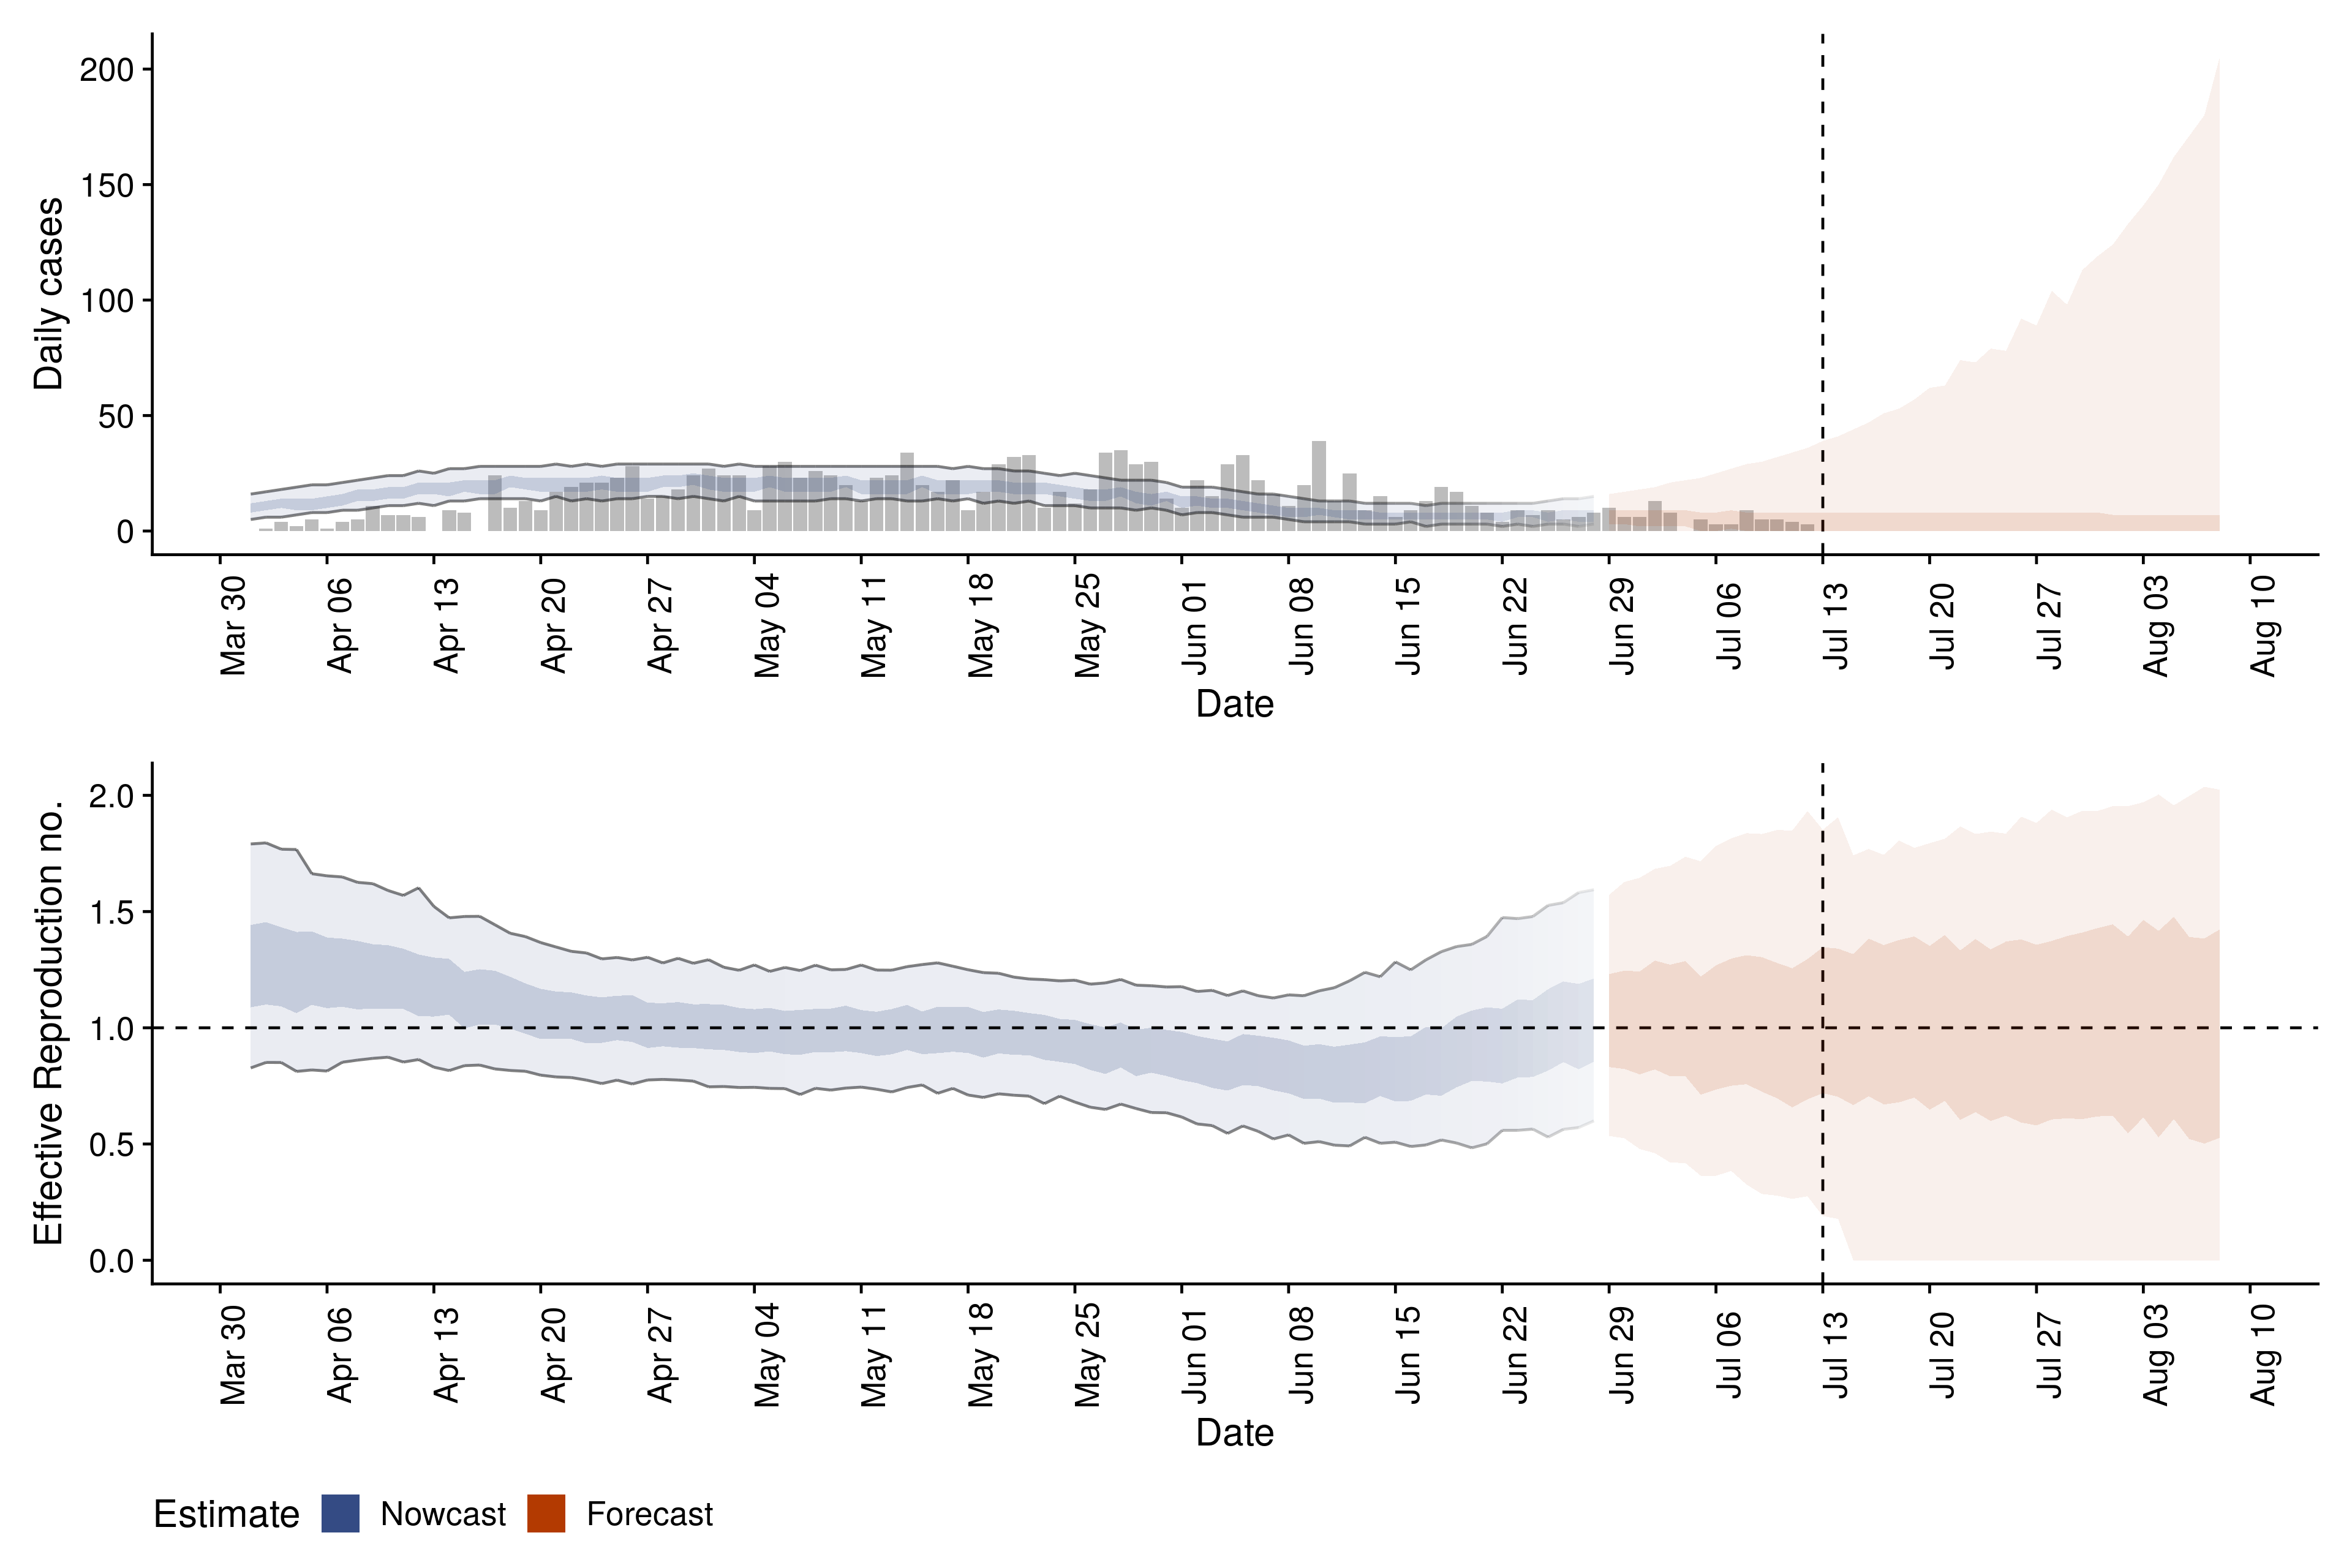 200
150
100
50
0
Daily cases
Mar 30
Apr 06
Apr 13
Apr 20
Apr 27
May 04
May 11
May 18
May 25
Jun 01
Jun 08
Jun 15
Jun 22
Jun 29
Jul 06
Jul 13
Jul 20
Jul 27
Aug 03
Aug 10
Date
2.0
1.5
1.0
0.5
0.0
Effective Reproduction no.
Mar 30
Apr 06
Apr 13
Apr 20
Apr 27
May 04
May 11
May 18
May 25
Jun 01
Jun 08
Jun 15
Jun 22
Jun 29
Jul 06
Jul 13
Jul 20
Jul 27
Aug 03
Aug 10
Date
Estimate Nowcast Forecast